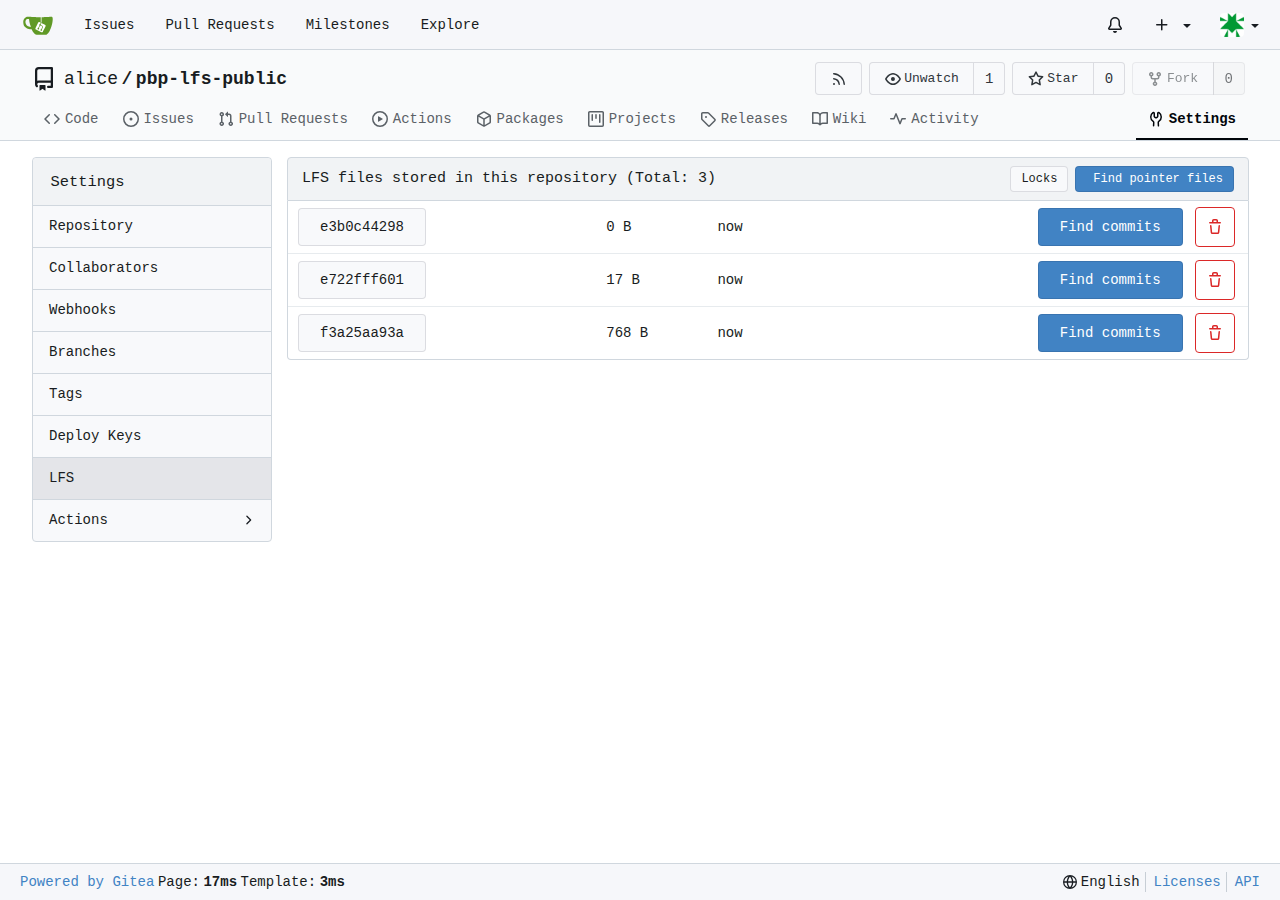 Issues Pull Requests Milestones Explore
alice / pbp-lfs-public
Unwatch 1 Star 0 Fork 0
Code Issues Pull Requests Actions Packages Projects Releases Wiki Activity Settings
Settings
Repository
Collaborators
Webhooks
Branches
Tags
Deploy Keys
LFS
Actions
LFS files stored in this repository (Total: 3) Locks Find pointer files
e3b0c44298 0 B now Find commits
e722fff601 17 B now Find commits
f3a25aa93a 768 B now Find commits
Powered by Gitea Page: 17ms Template: 3ms English Licenses API